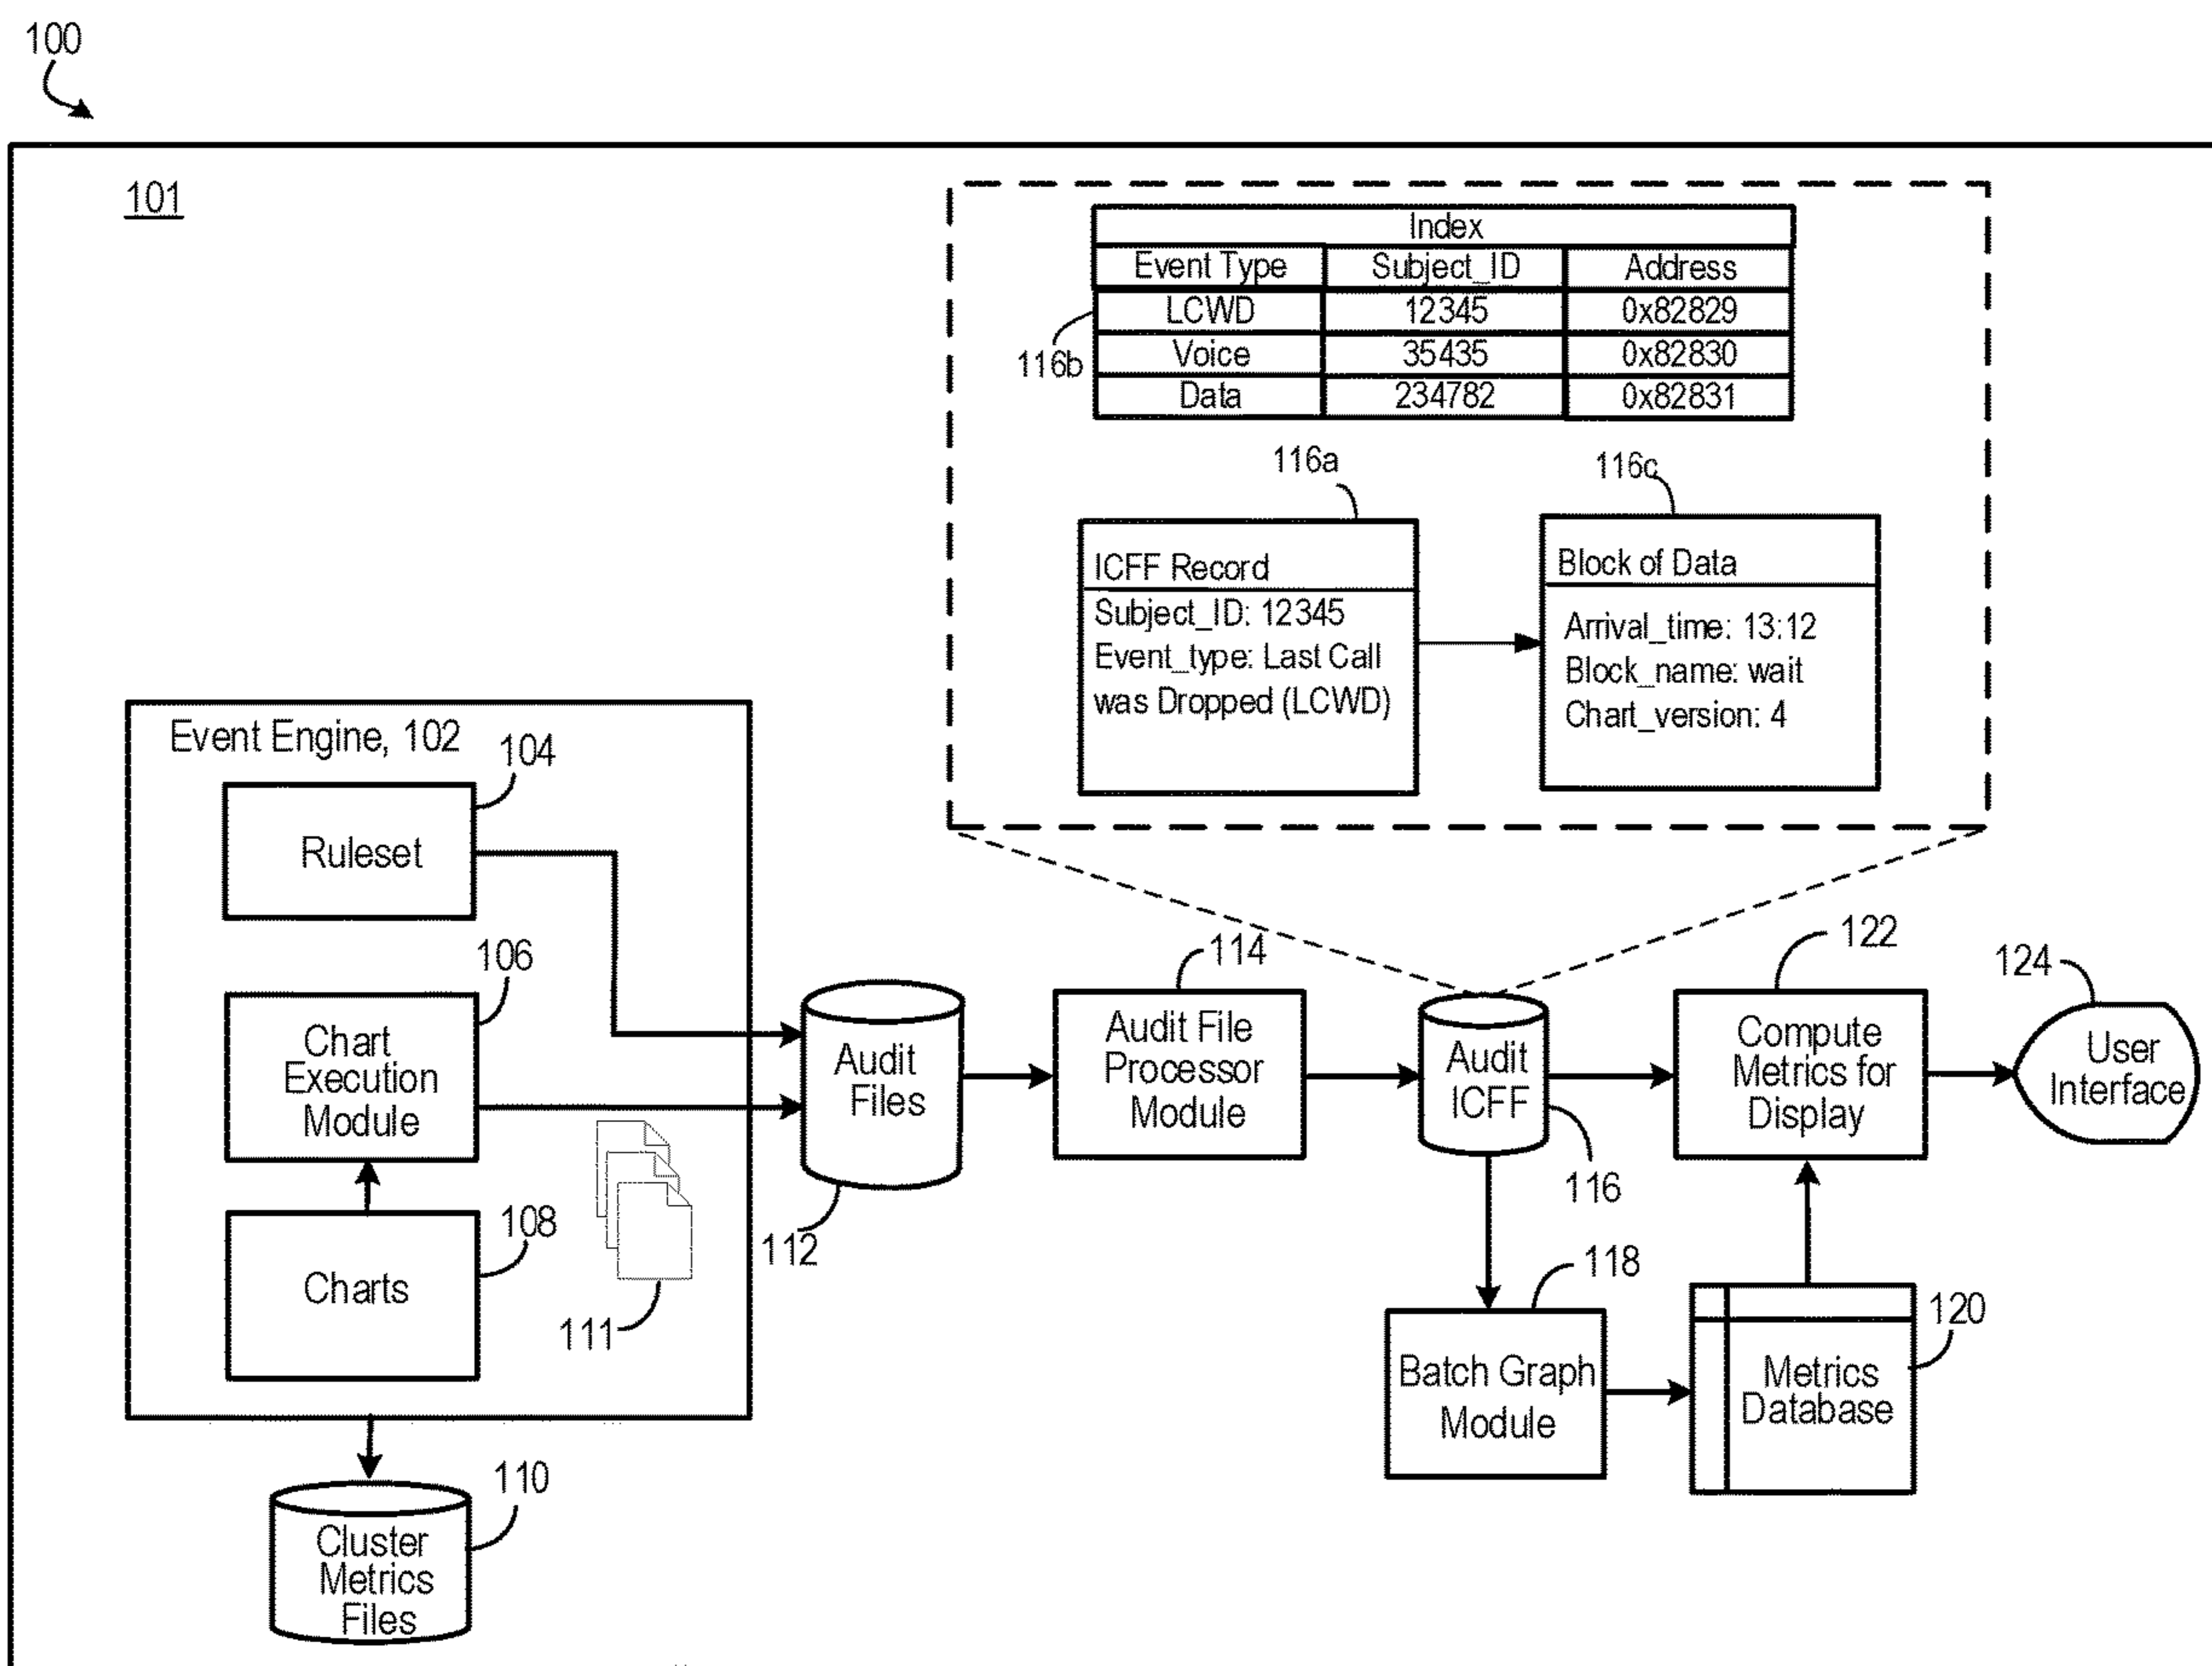 100
101
Index
Event Type Subject_ID Address
LCWD 12345 0x82829
Voice 35435 0x82830
Data 234782 0x82831
116b
116a
116c
ICFF Record
Subject_ID: 12345
Event_type: Last Call
was Dropped (LCWD)
Block of Data
Arrival_time: 13:12
Block_name: wait
Chart_version: 4
Event Engine, 102
104
Ruleset
106
Chart
Execution
Module
108
Charts
111
110
Cluster
Metrics
Files
Audit
Files
112
114
Audit File
Processor
Module
Audit
ICFF
116
118
Batch Graph
Module
120
Metrics
Database
122
Compute
Metrics for
Display
124
User
Interface